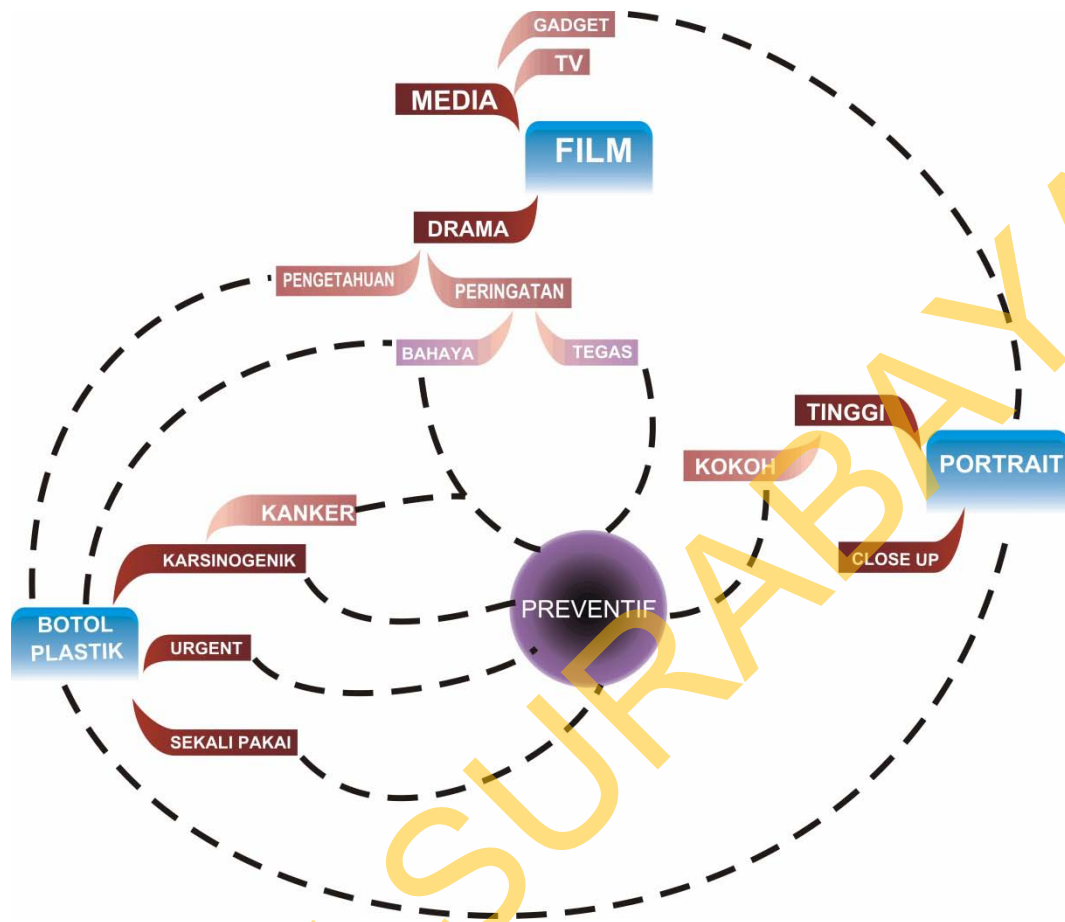 GADGET
TV
MEDIA
FILM
DRAMA
PENGETAHUAN
PERINGATAN
BAHAYA
TEGAS
TINGGI
KOKOH
PORTRAIT
CLOSE UP
KANKER
KARSINOGENIK
PREVENTIF
BOTOL
PLASTIK
URGENT
SEKALI PAKAI
SURABAYA